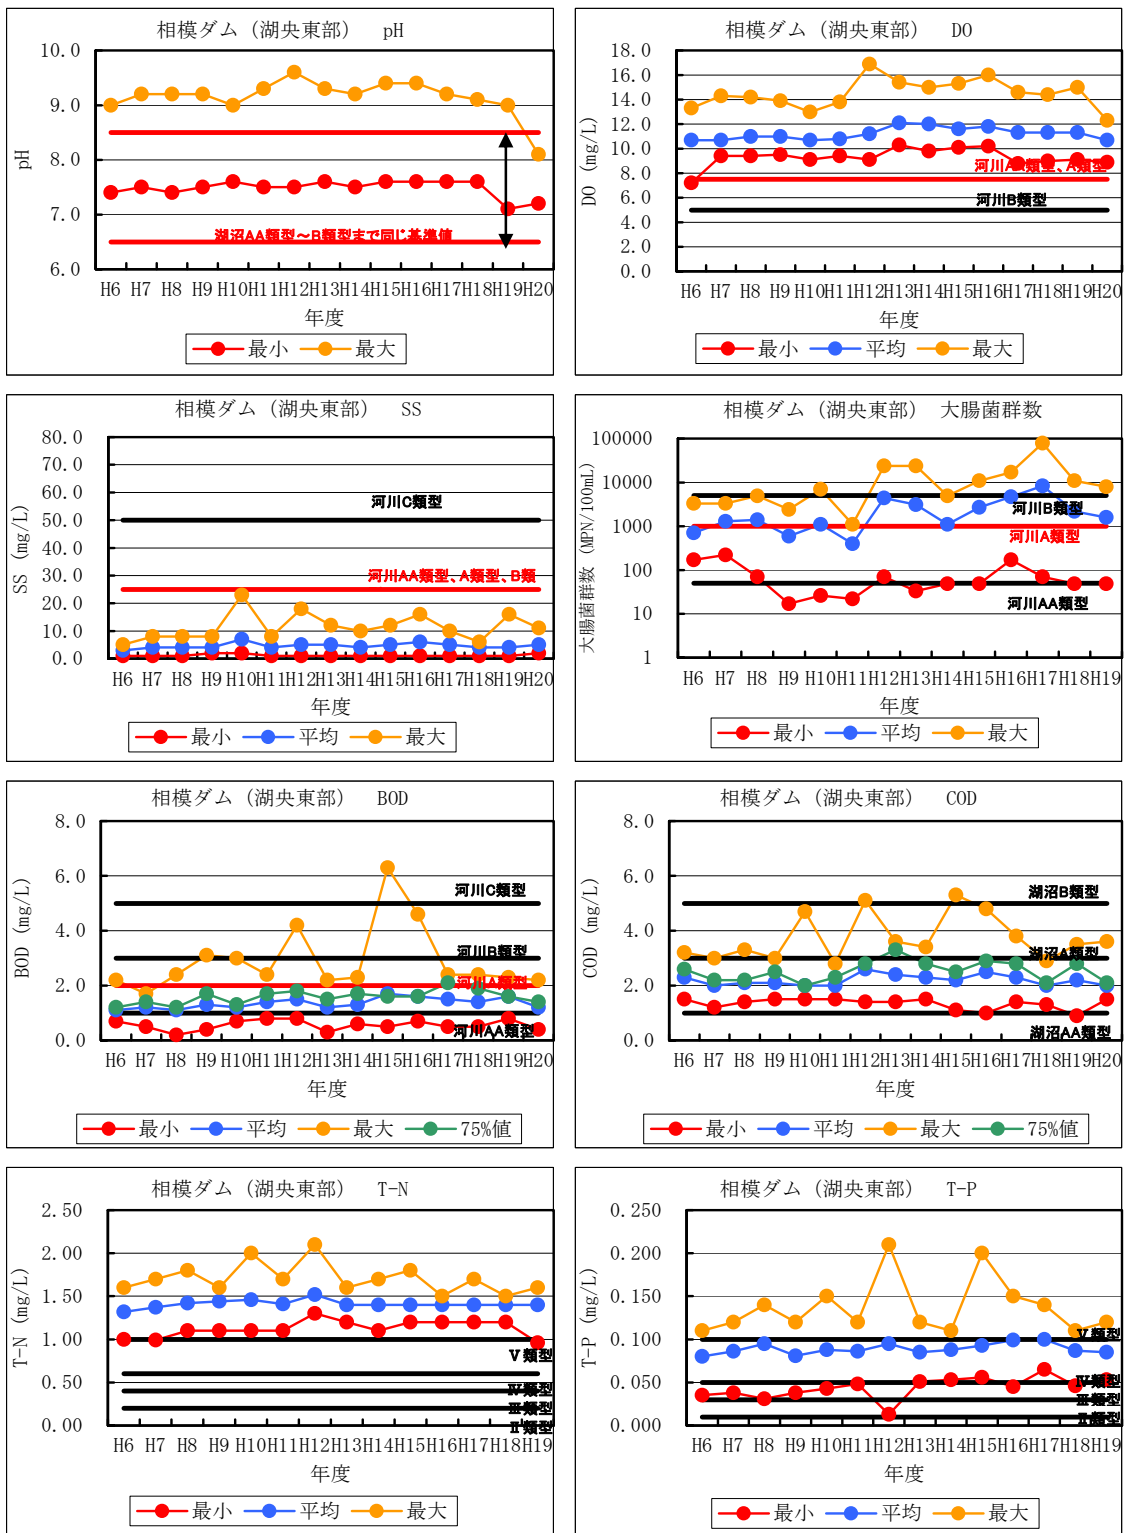 相模ダム (湖央東部)　pH
10.0
9.0
8.0
7.0
6.0
pH
湖沼AA類型～B類型まで同じ基準値
H6 H7 H8 H9 H10 H11 H12 H13 H14 H15 H16 H17 H18 H19 H20
年度
最小 最大
相模ダム (湖央東部)　DO
18.0
16.0
14.0
12.0
10.0
8.0
6.0
4.0
2.0
0.0
DO (mg/L)
河川AA類型、A類型
河川B類型
H6 H7 H8 H9 H10 H11 H12 H13 H14 H15 H16 H17 H18 H19 H20
年度
最小 平均 最大
相模ダム (湖央東部)　SS
80.0
70.0
60.0
50.0
40.0
30.0
20.0
10.0
0.0
SS (mg/L)
河川C類型
河川AA類型、A類型、B類
H6 H7 H8 H9 H10 H11 H12 H13 H14 H15 H16 H17 H18 H19 H20
年度
最小 平均 最大
相模ダム (湖央東部) 大腸菌群数
100000
10000
1000
100
10
1
大腸菌群数 (MPN/100mL)
河川B類型
河川A類型
河川AA類型
H6 H7 H8 H9 H10 H11 H12 H13 H14 H15 H16 H17 H18 H19
年度
最小 平均 最大
相模ダム (湖央東部)　BOD
8.0
6.0
4.0
2.0
0.0
BOD (mg/L)
河川C類型
河川B類型
河川A類型
河川AA類型
H6 H7 H8 H9 H10 H11 H12 H13 H14 H15 H16 H17 H18 H19 H20
年度
最小 平均 最大 75%値
相模ダム (湖央東部)　COD
8.0
6.0
4.0
2.0
0.0
COD (mg/L)
湖沼B類型
湖沼A類型
湖沼AA類型
H6 H7 H8 H9 H10 H11 H12 H13 H14 H15 H16 H17 H18 H19 H20
年度
最小 平均 最大 75%値
相模ダム (湖央東部)　T-N
2.50
2.00
1.50
1.00
0.50
0.00
T-N (mg/L)
Ⅴ類型
Ⅳ類型
Ⅲ類型
Ⅱ類型
H6 H7 H8 H9 H10 H11 H12 H13 H14 H15 H16 H17 H18 H19
年度
最小 平均 最大
相模ダム (湖央東部)　T-P
0.250
0.200
0.150
0.100
0.050
0.000
T-P (mg/L)
Ⅴ類型
Ⅳ類型
Ⅲ類型
Ⅱ類型
H6 H7 H8 H9 H10 H11 H12 H13 H14 H15 H16 H17 H18 H19
年度
最小 平均 最大